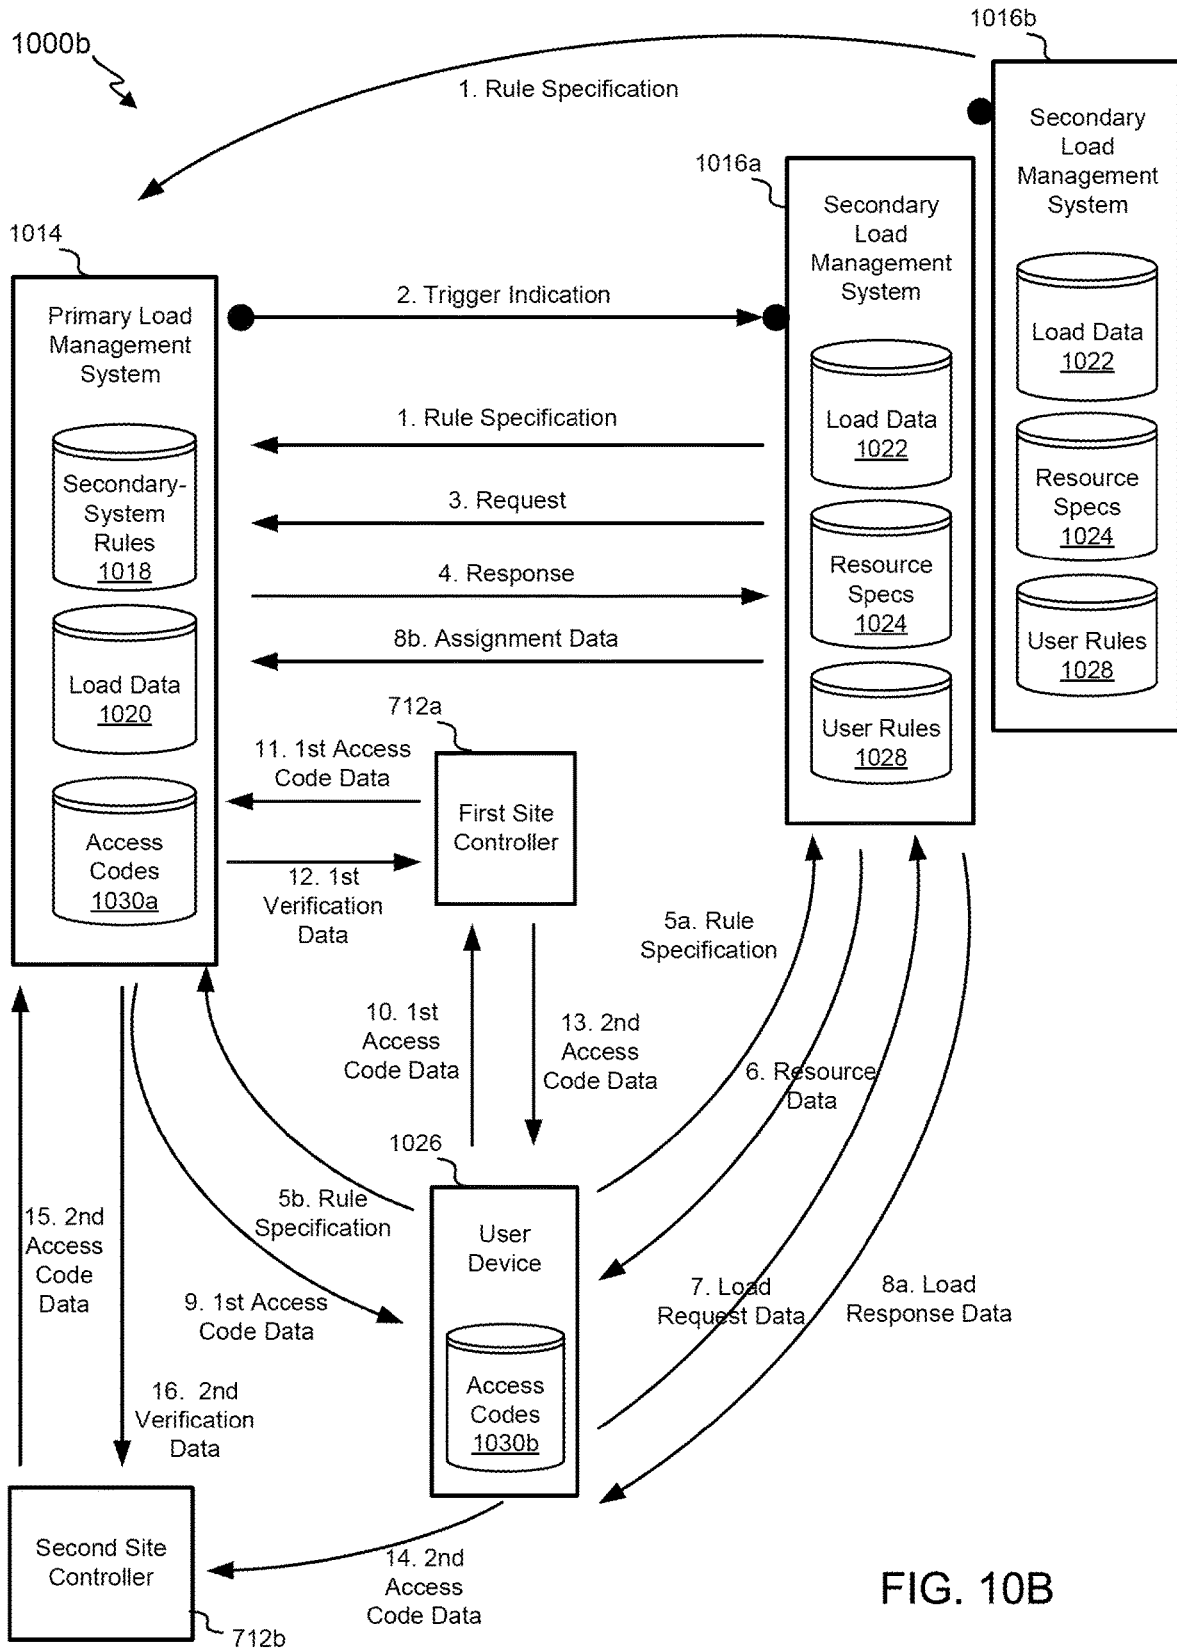 1016b
1000b
1. Rule Specification
Secondary
Load
Management
System
1016a
Secondary
Load
Management
System
1014
Primary Load
Management
System
2. Trigger Indication
Load Data
1022
1. Rule Specification
Load Data
1022
Secondary-
System
Rules
1018
3. Request
Resource
Specs
1024
4. Response
Resource
Specs
1024
8b. Assignment Data
User Rules
1028
Load Data
1020
712a
User Rules
1028
11. 1st Access
Code Data
First Site
Controller
Access
Codes
1030a
12. 1st
Verification
Data
5a. Rule
Specification
10. 1st
Access
Code Data
13. 2nd
Access
Code Data
6. Resource
Data
1026
5b. Rule
Specification
User
Device
15. 2nd
Access
Code
Data
9. 1st Access
Code Data
7. Load
Request Data
8a. Load
Response Data
Access
Codes
1030b
16. 2nd
Verification
Data
Second Site
Controller
14. 2nd
Access
Code Data
712b
FIG. 10B